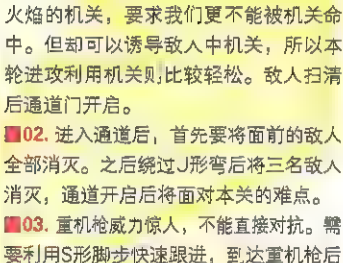 火焰的机关，要求我们更不能被机关命
中。但却可以诱导敌人中机关，所以本
轮进攻利用机关则比较轻松。敌人扫清
后通道门开启。
02. 进入通道后，首先要将面前的敌人
全部消灭。之后绕过J形弯后将三名敌人
消灭，通道开启后将面对本关的难点。
03. 重机枪威力惊人，不能直接对抗。需
要利用S形脚步快速跟进，到达重机枪后